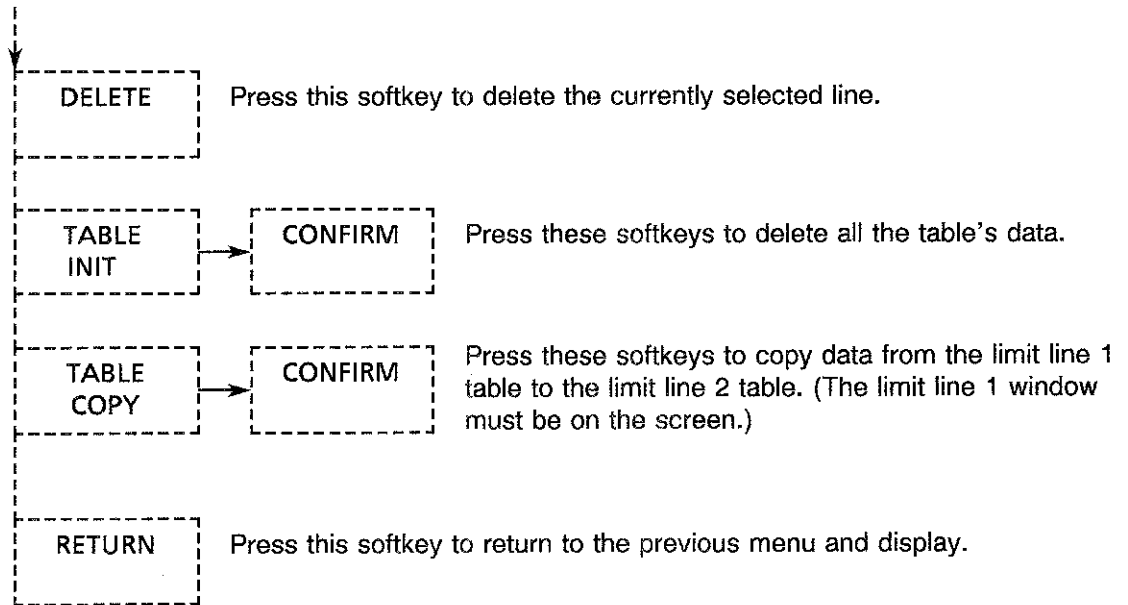 DELETE
Press this softkey to delete the currently selected line.
TABLE
INIT
CONFIRM
Press these softkeys to delete all the table's data.
TABLE
COPY
CONFIRM
Press these softkeys to copy data from the limit line 1
table to the limit line 2 table. (The limit line 1 window
must be on the screen.)
RETURN
Press this softkey to return to the previous menu and display.